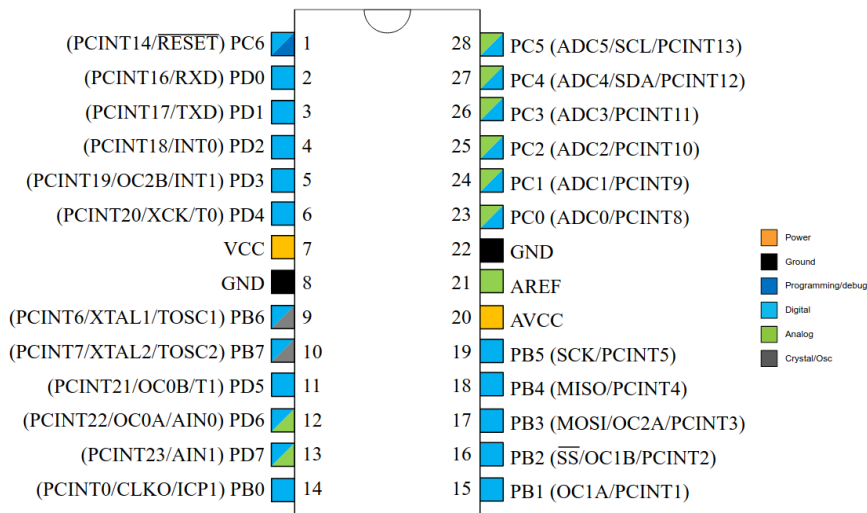 (PCINT14/RESET) PC6 1
(PCINT16/RXD) PD0 2
(PCINT17/TXD) PD1 3
(PCINT18/INT0) PD2 4
(PCINT19/OC2B/INT1) PD3 5
(PCINT20/XCK/T0) PD4 6
VCC 7
GND 8
(PCINT6/XTAL1/TOSC1) PB6 9
(PCINT7/XTAL2/TOSC2) PB7 10
(PCINT21/OC0B/T1) PD5 11
(PCINT22/OC0A/AIN0) PD6 12
(PCINT23/AIN1) PD7 13
(PCINT0/CLKO/ICP1) PB0 14
28 PC5 (ADC5/SCL/PCINT13)
27 PC4 (ADC4/SDA/PCINT12)
26 PC3 (ADC3/PCINT11)
25 PC2 (ADC2/PCINT10)
24 PC1 (ADC1/PCINT9)
23 PC0 (ADC0/PCINT8)
22 GND
21 AREF
20 AVCC
19 PB5 (SCK/PCINT5)
18 PB4 (MISO/PCINT4)
17 PB3 (MOSI/OC2A/PCINT3)
16 PB2 (SS/OC1B/PCINT2)
15 PB1 (OC1A/PCINT1)
Power
Ground
Programming/debug
Digital
Analog
Crystal/Osc